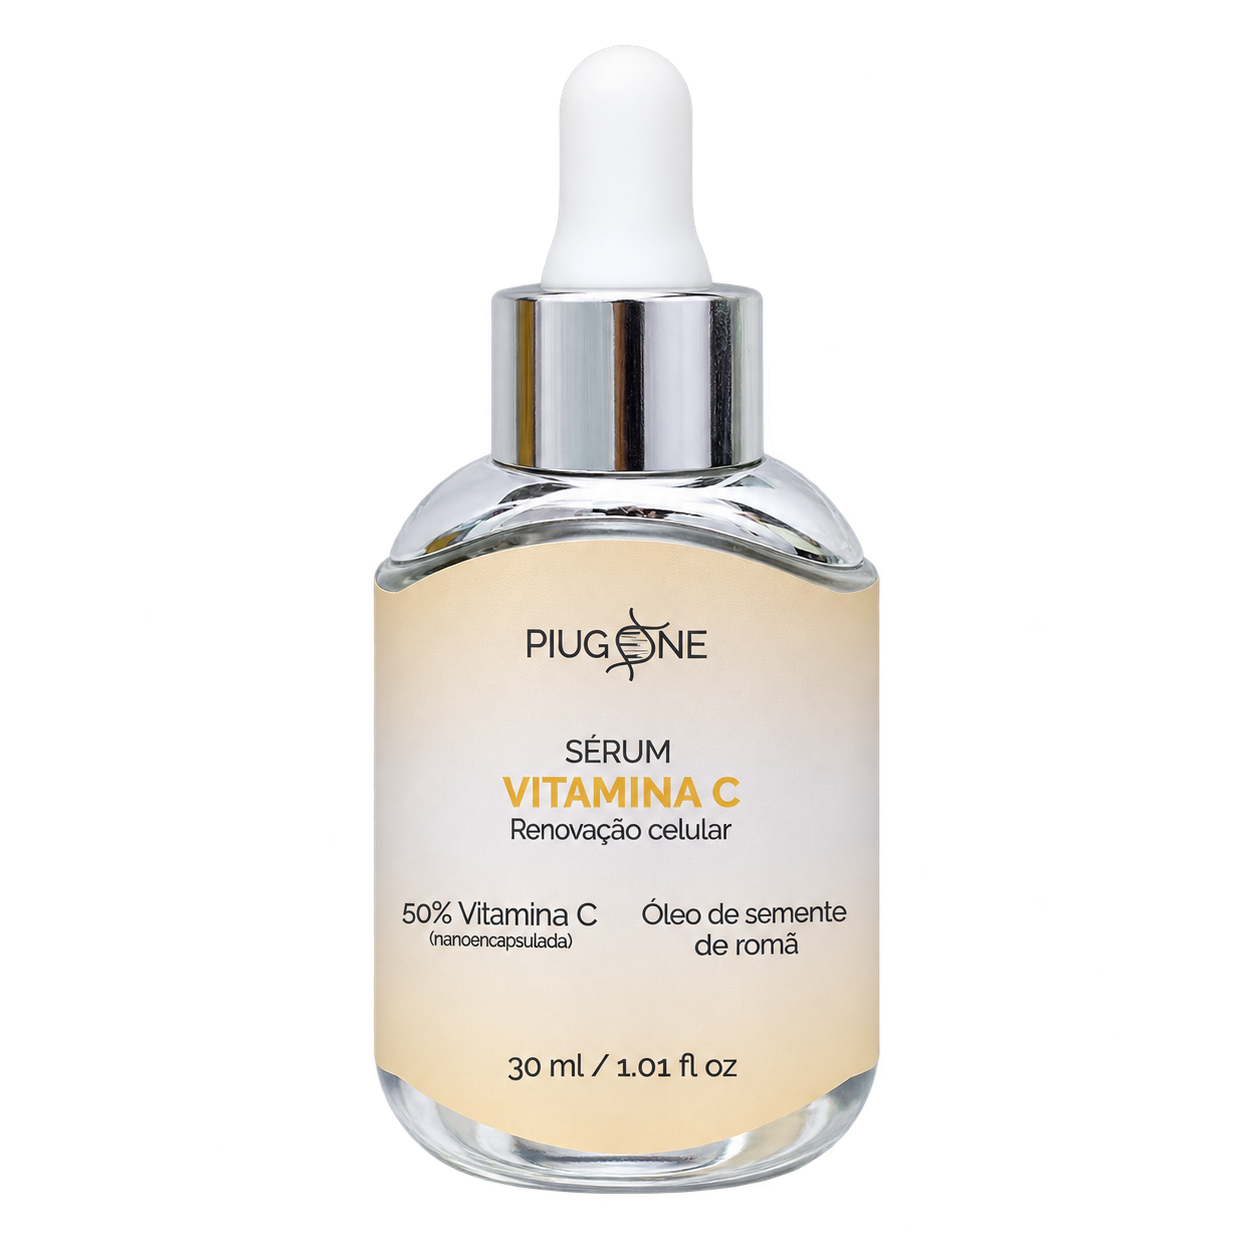 PIUGONE
SÉRUM
VITAMINA C
Renovação celular
50% Vitamina C
(nanoencapsulada)
Óleo de semente
de romã
30 ml / 1.01 fl oz